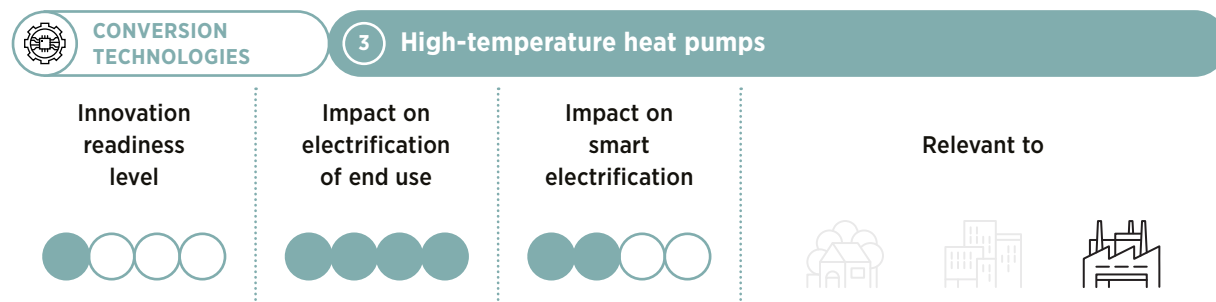 CONVERSION
TECHNOLOGIES
3 High-temperature heat pumps
Innovation
readiness
level
Impact on
electrification
of end use
Impact on
smart
electrification
Relevant to